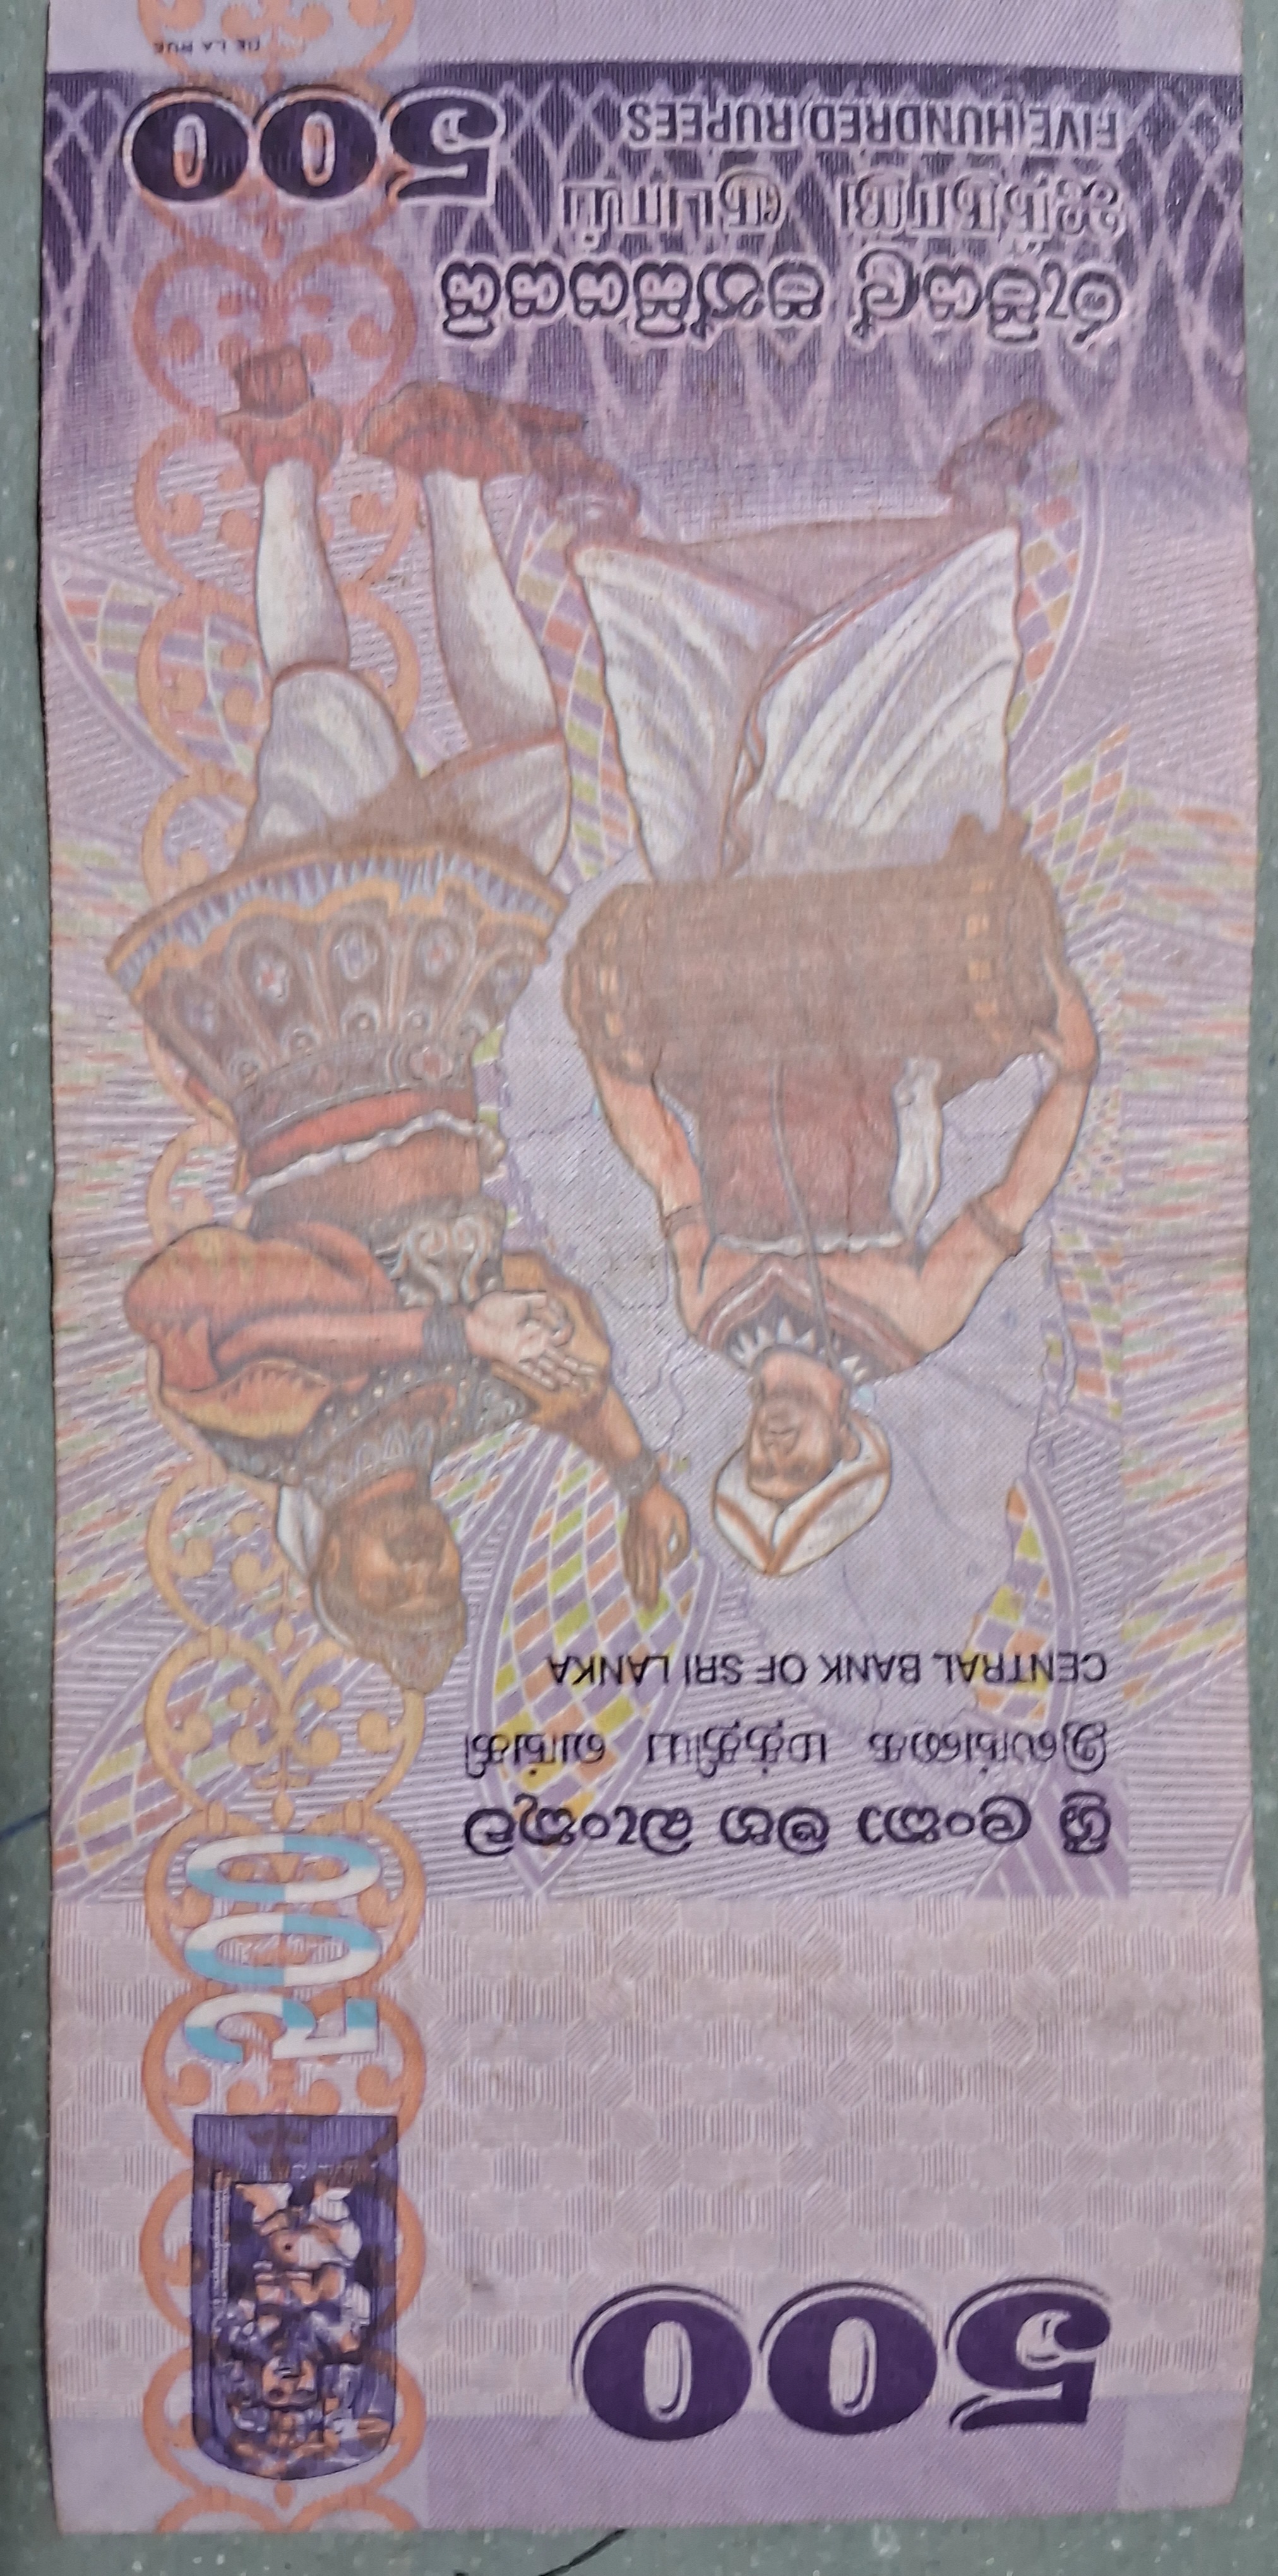 500
ශ්‍රී ලංකා මහ බැංකුව
இலங்கை மத்திய வங்கி
CENTRAL BANK OF SRI LANKA
500
රුපියල් පන්සියයයි
ஐந்நூறு ரூபாய்
FIVE HUNDRED RUPEES
500
DE LA RUE